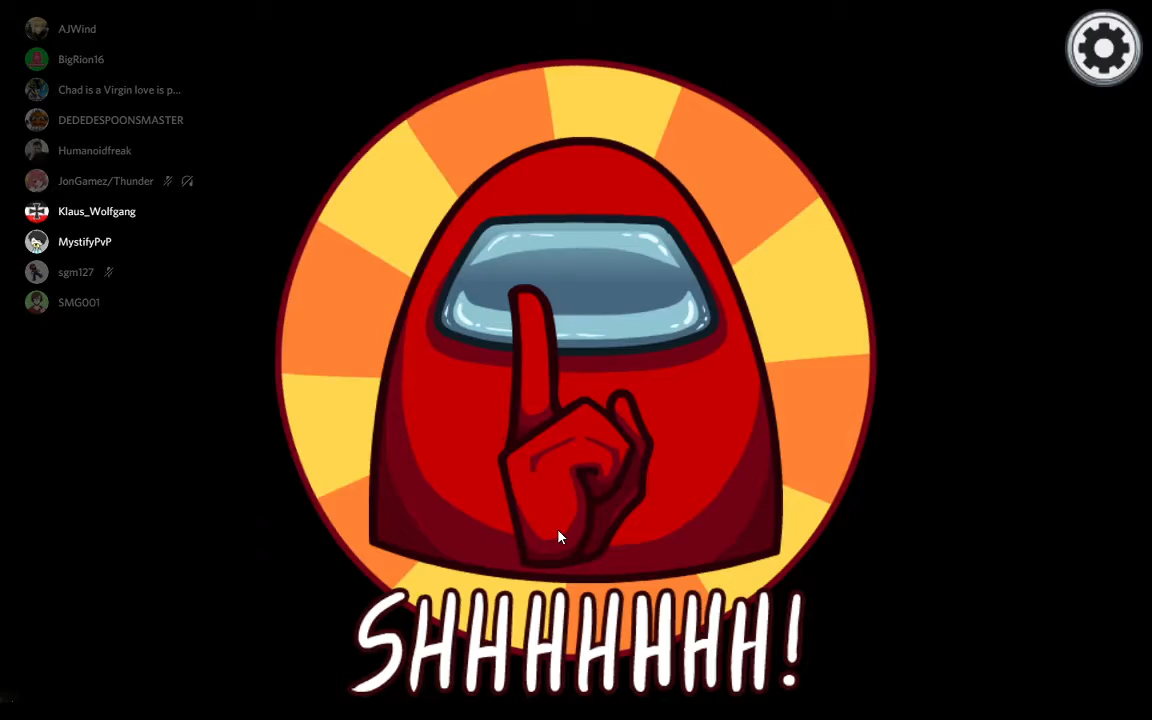 AJWind
BigRion16
Chad is a Virgin love is p...
DEDEDESPOONSMASTER
Humanoidfreak
JonGamez/Thunder
Klaus_Wolfgang
MystifyPvP
sgm127
SMG001
SHHHHHHH!